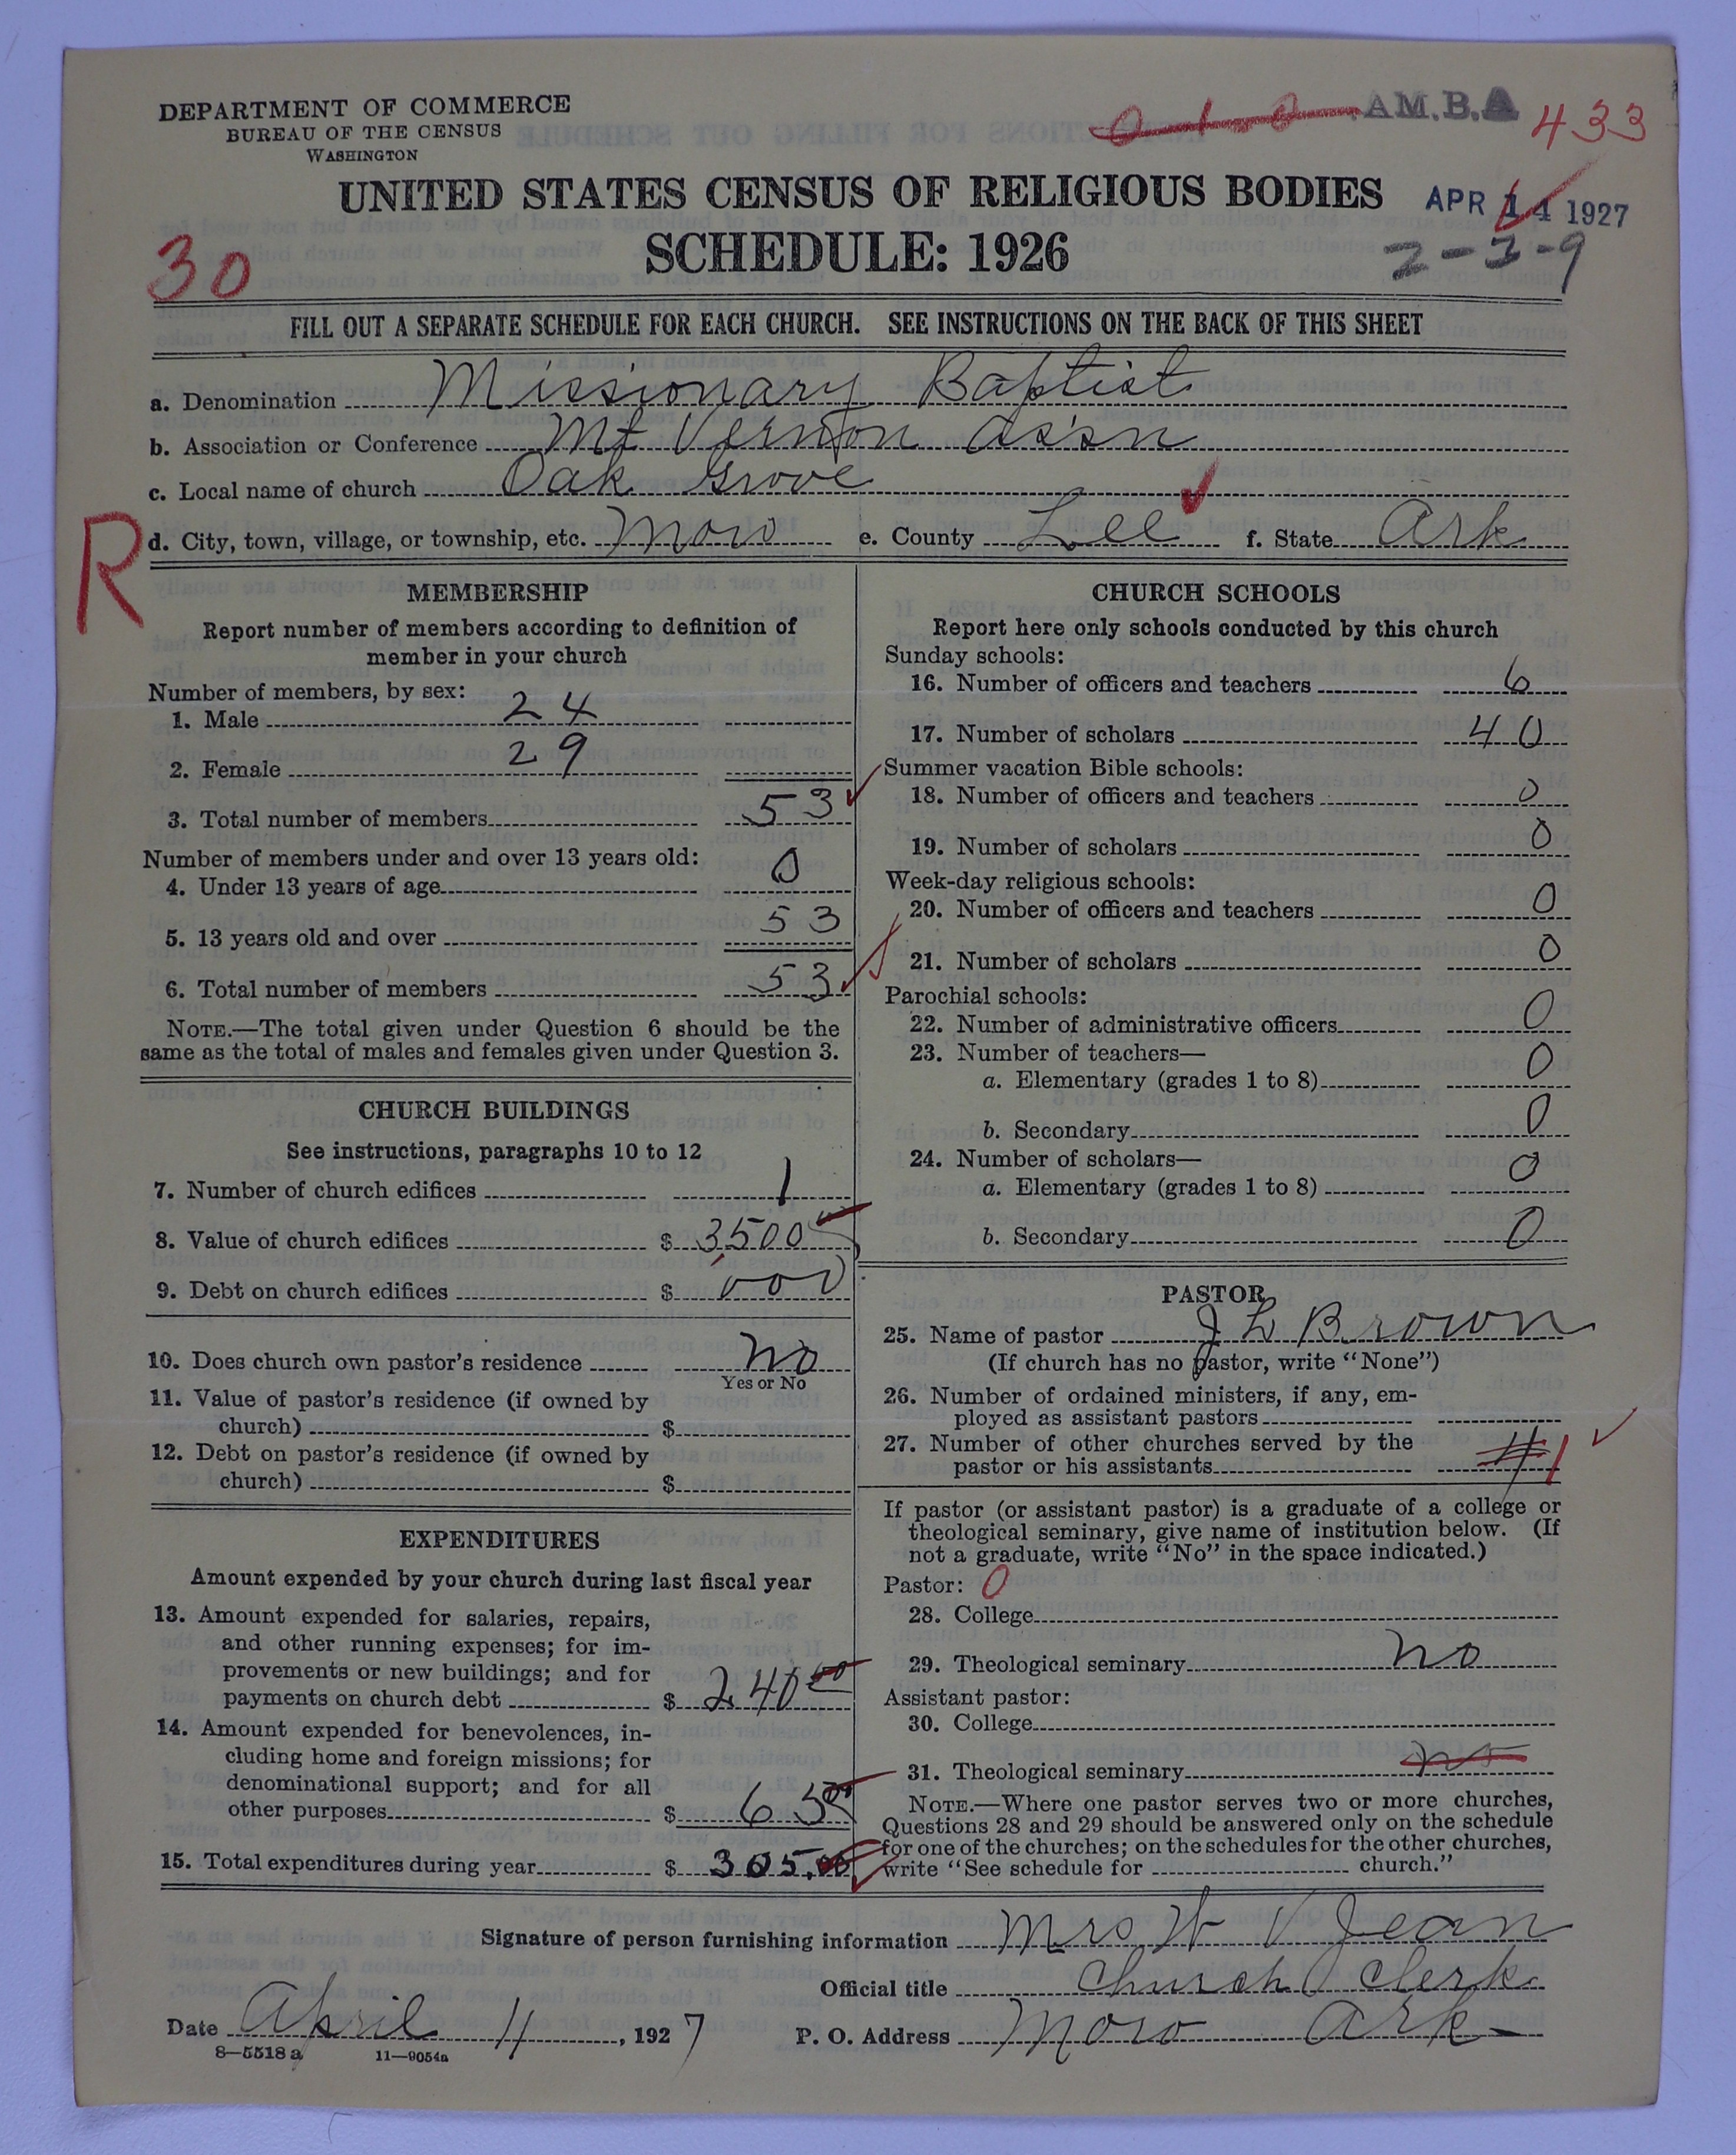 DEPARTMENT OF COMMERCE
BUREAU OF THE CENSUS
WASHINGTON
AM.B.A 433
UNITED STATES CENSUS OF RELIGIOUS BODIES
APR 14 1927
SCHEDULE: 1926
2-3-9
30
FILL OUT A SEPARATE SCHEDULE FOR EACH CHURCH. SEE INSTRUCTIONS ON THE BACK OF THIS SHEET
a. Denomination Missionary Baptist
b. Association or Conference Mt Vernon Ass'n
c. Local name of church Oak Grove
R
d. City, town, village, or township, etc. Moro e. County Lee f. State Ark
MEMBERSHIP
Report number of members according to definition of
member in your church
Number of members, by sex:
1. Male 24
2. Female 29
3. Total number of members 53
Number of members under and over 13 years old:
4. Under 13 years of age 0
5. 13 years old and over 53
6. Total number of members 53
NOTE.—The total given under Question 6 should be the
same as the total of males and females given under Question 3.
CHURCH BUILDINGS
See instructions, paragraphs 10 to 12
7. Number of church edifices 1
8. Value of church edifices $ 3,500
9. Debt on church edifices $ 000
10. Does church own pastor's residence no
Yes or No
11. Value of pastor's residence (if owned by
church) $
12. Debt on pastor's residence (if owned by
church) $
EXPENDITURES
Amount expended by your church during last fiscal year
13. Amount expended for salaries, repairs,
and other running expenses; for im-
provements or new buildings; and for
payments on church debt $ 240 00
14. Amount expended for benevolences, in-
cluding home and foreign missions; for
denominational support; and for all
other purposes $ 65 00
15. Total expenditures during year $ 305.00
CHURCH SCHOOLS
Report here only schools conducted by this church
Sunday schools:
16. Number of officers and teachers 6
17. Number of scholars 40
Summer vacation Bible schools:
18. Number of officers and teachers 0
19. Number of scholars 0
Week-day religious schools:
20. Number of officers and teachers 0
21. Number of scholars 0
Parochial schools:
22. Number of administrative officers 0
23. Number of teachers—
a. Elementary (grades 1 to 8) 0
b. Secondary 0
24. Number of scholars—
a. Elementary (grades 1 to 8) 0
b. Secondary 0
PASTOR
25. Name of pastor J L Brown
(If church has no pastor, write "None")
26. Number of ordained ministers, if any, em-
ployed as assistant pastors
27. Number of other churches served by the
pastor or his assistants 4 1
If pastor (or assistant pastor) is a graduate of a college or
theological seminary, give name of institution below. (If
not a graduate, write "No" in the space indicated.)
Pastor: 0
28. College
29. Theological seminary no
Assistant pastor:
30. College
31. Theological seminary no
NOTE.—Where one pastor serves two or more churches,
Questions 28 and 29 should be answered only on the schedule
for one of the churches; on the schedules for the other churches,
write "See schedule for church."
Signature of person furnishing information Mrs W V Jean
Official title Church Clerk
Date April 11, 1927 P. O. Address Moro Ark
8—5518a 11—9054a